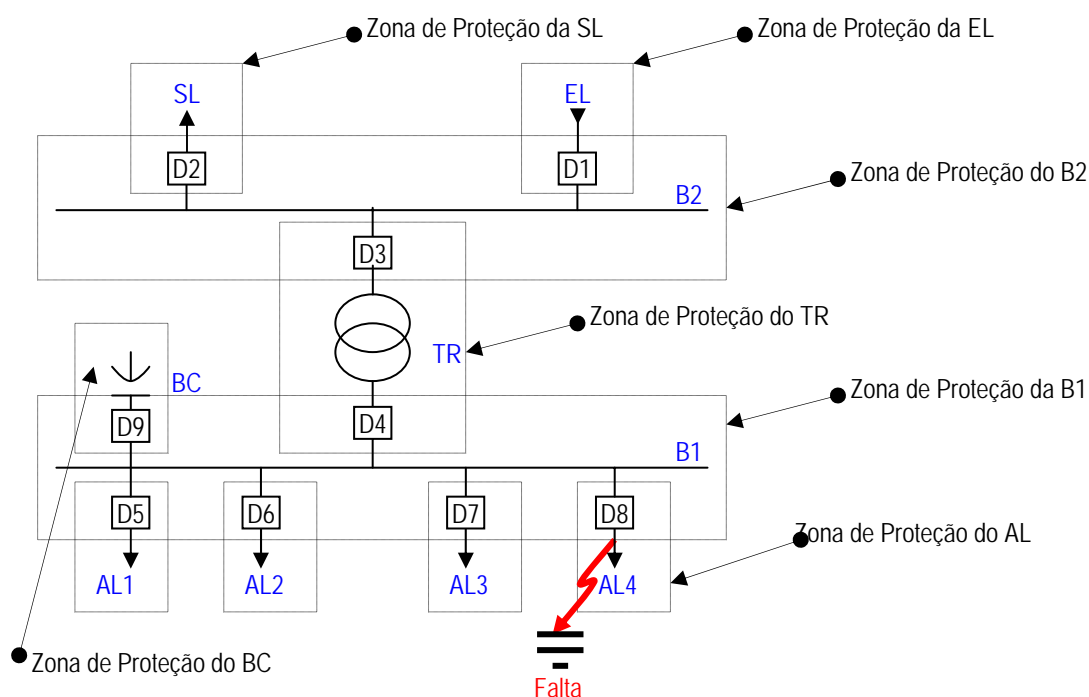 Zona de Proteção da SL
Zona de Proteção da EL
SL
EL
D2
D1
Zona de Proteção do B2
B2
D3
Zona de Proteção do TR
TR
BC
Zona de Proteção da B1
D9
D4
B1
D5
D6
D7
D8
Zona de Proteção do AL
AL1
AL2
AL3
AL4
Zona de Proteção do BC
Falta